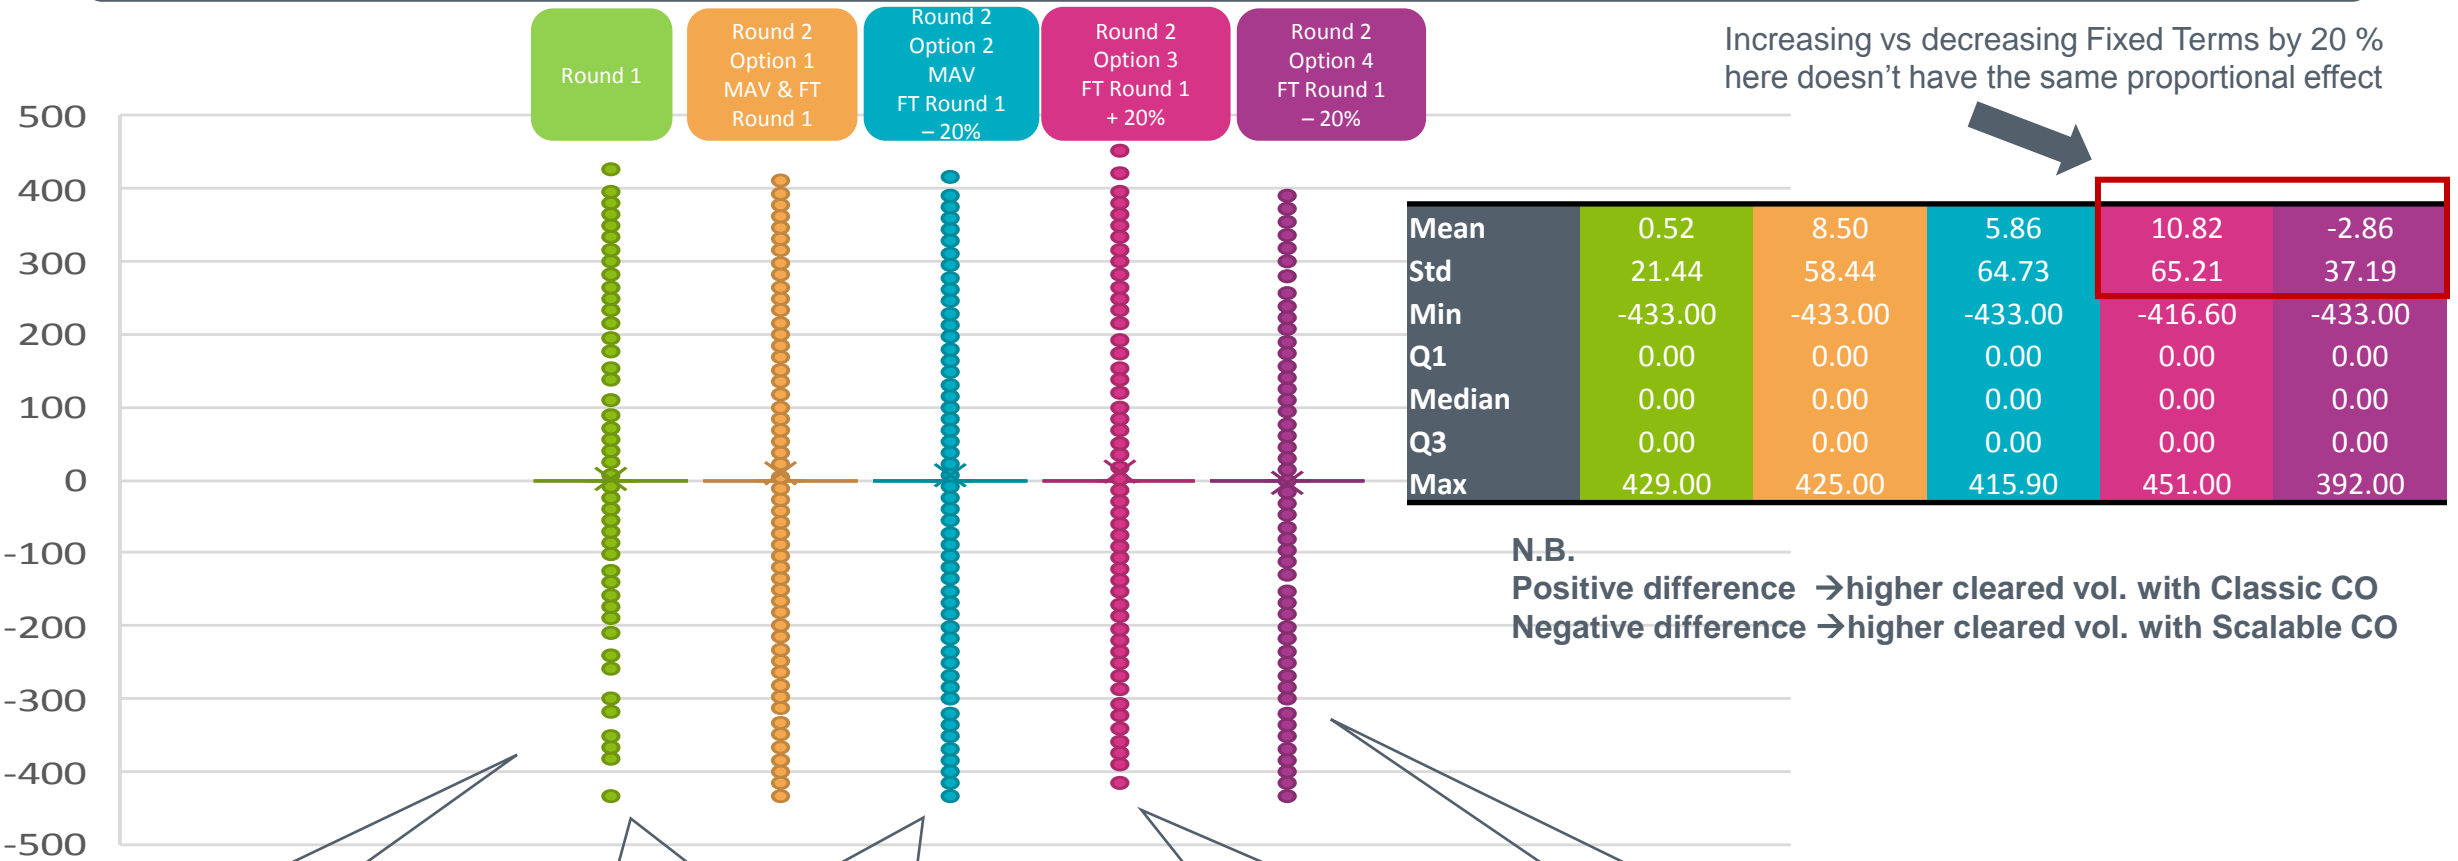 Round 1
Round 2
Option 1
MAV & FT
Round 1
Round 2
Option 2
MAV
FT Round 1
– 20%
Round 2
Option 3
FT Round 1
+ 20%
Round 2
Option 4
FT Round 1
– 20%
Increasing vs decreasing Fixed Terms by 20 %
here doesn’t have the same proportional effect
500
400
300
200
100
0
-100
-200
-300
-400
-500
Mean 0.52 8.50 5.86 10.82 -2.86
Std 21.44 58.44 64.73 65.21 37.19
Min -433.00 -433.00 -433.00 -416.60 -433.00
Q1 0.00 0.00 0.00 0.00 0.00
Median 0.00 0.00 0.00 0.00 0.00
Q3 0.00 0.00 0.00 0.00 0.00
Max 429.00 425.00 415.90 451.00 392.00
N.B.
Positive difference →higher cleared vol. with Classic CO
Negative difference →higher cleared vol. with Scalable CO